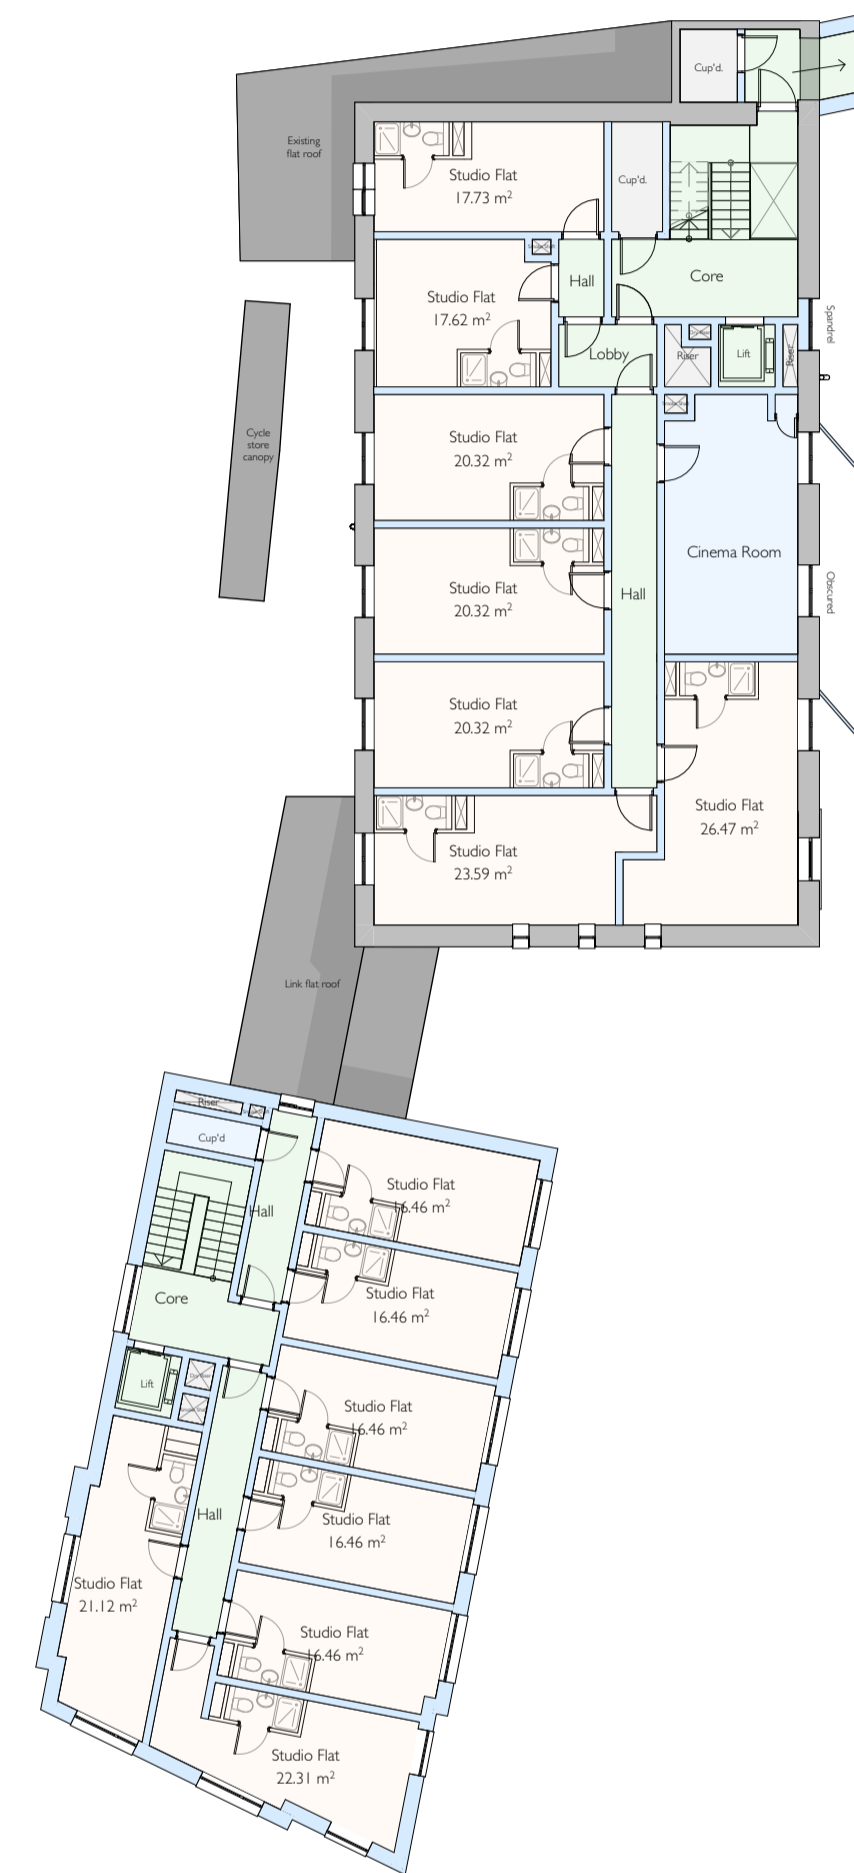 Cup'd.
Existing
flat roof
Studio Flat
17.73 m²
Cup'd.
Hall
Core
Studio Flat
17.62 m²
Spandrel
Lobby
Riser
Lift
Riser
Cycle
store
canopy
Studio Flat
20.32 m²
Cinema Room
Obscured
Studio Flat
20.32 m²
Hall
Studio Flat
20.32 m²
Studio Flat
26.47 m²
Studio Flat
23.59 m²
Link flat roof
Riser
Cup'd
Studio Flat
16.46 m²
Hall
Core
Studio Flat
16.46 m²
Lift
Studio Flat
16.46 m²
Hall
Studio Flat
16.46 m²
Studio Flat
21.12 m²
Studio Flat
16.46 m²
Studio Flat
22.31 m²